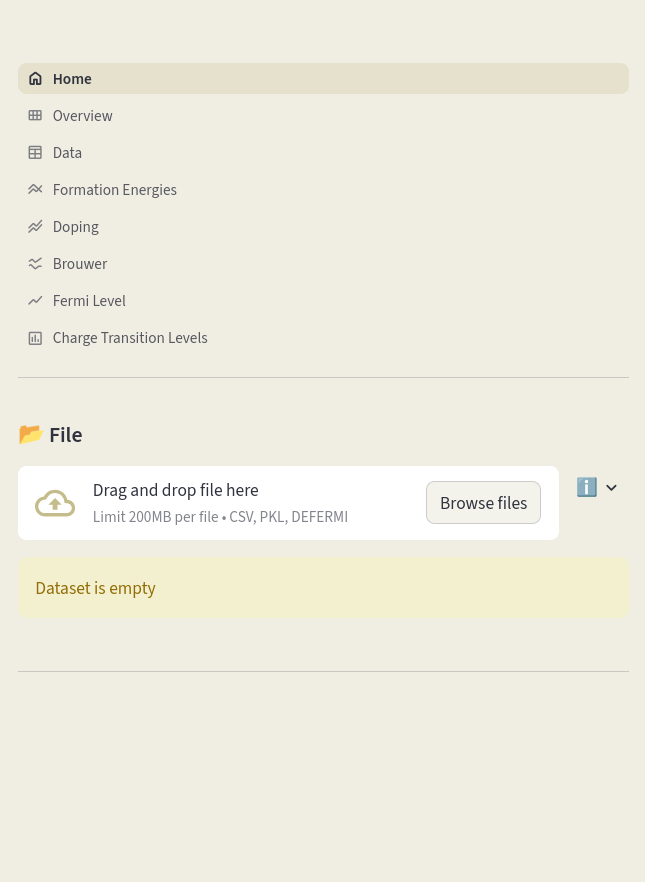 Home
Overview
Data
Formation Energies
Doping
Brouwer
Fermi Level
Charge Transition Levels
File
Drag and drop file here
Limit 200MB per file • CSV, PKL, DEFERMI
Browse files
Dataset is empty